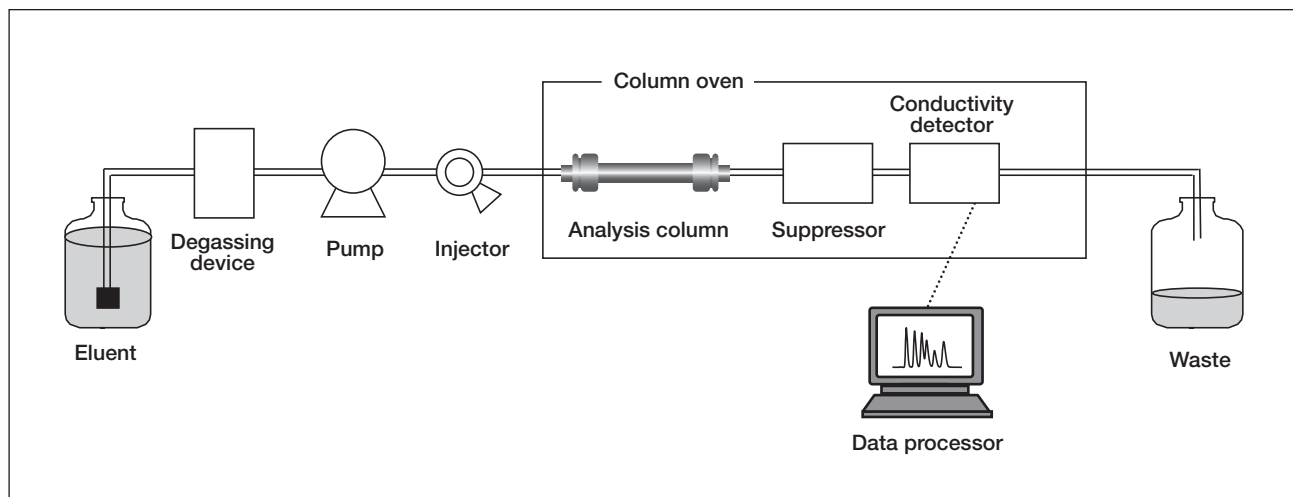 Column oven
Conductivity
detector
Degassing
device
Pump
Injector
Analysis column
Suppressor
Eluent
Waste
Data processor